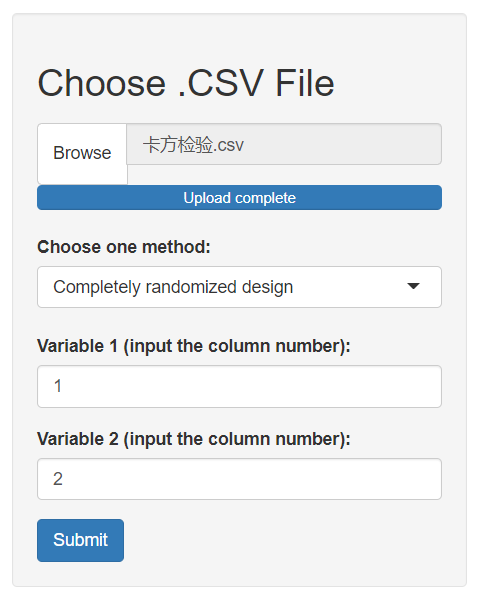 Choose .CSV File
Browse
卡方检验.csv
Upload complete
Choose one method:
Completely randomized design
Variable 1 (input the column number):
1
Variable 2 (input the column number):
2
Submit